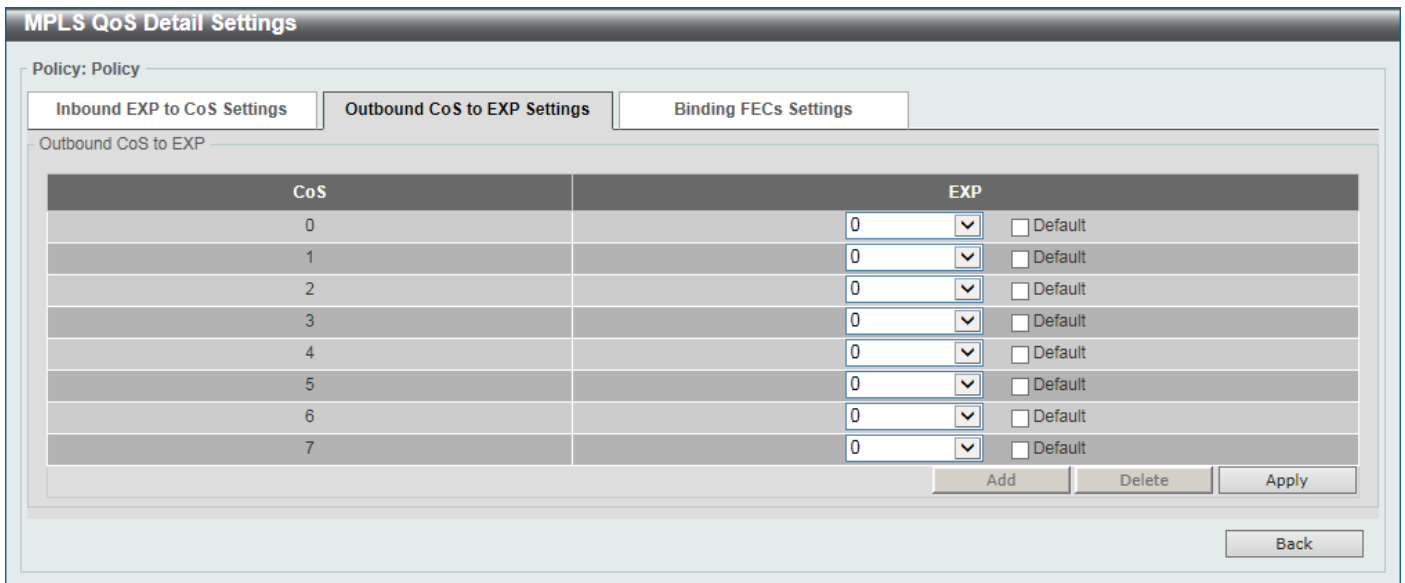 MPLS QoS Detail Settings
Policy: Policy
Inbound EXP to CoS Settings Outbound CoS to EXP Settings Binding FECs Settings
Outbound CoS to EXP
CoS EXP
0 0 Default
1 0 Default
2 0 Default
3 0 Default
4 0 Default
5 0 Default
6 0 Default
7 0 Default
Add Delete Apply
Back